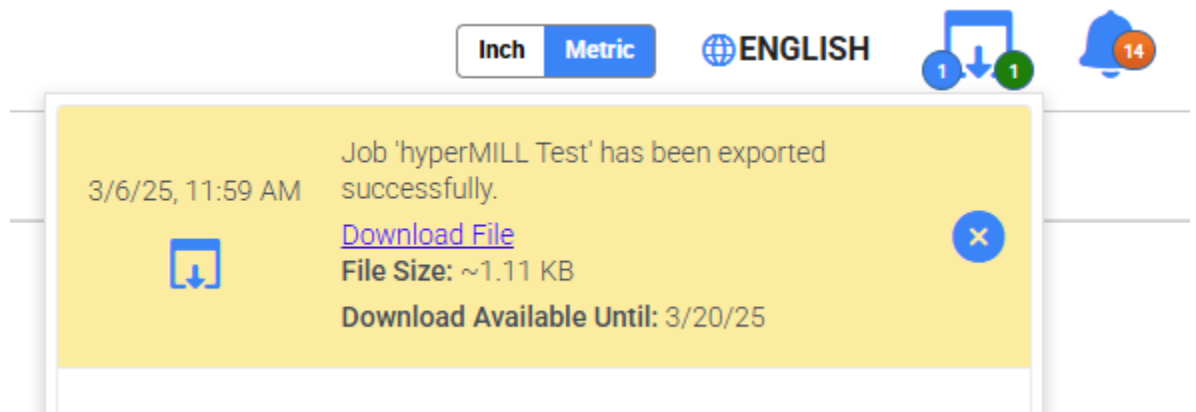 Inch Metric ENGLISH 1 1 14
Job 'hyperMILL Test' has been exported
3/6/25, 11:59 AM successfully.
Download File
File Size: ~1.11 KB
Download Available Until: 3/20/25